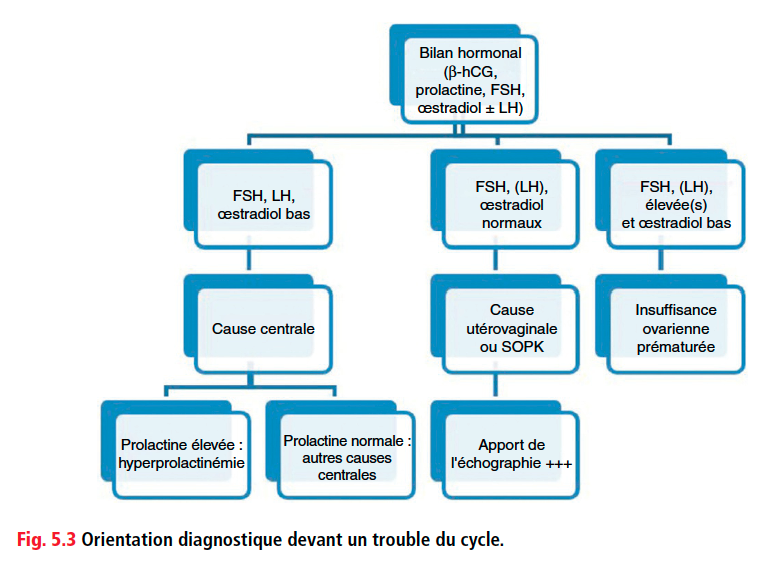 Bilan hormonal
(β-hCG,
prolactine, FSH,
œstradiol ± LH)
FSH, LH,
œstradiol bas
FSH, (LH),
œstradiol
normaux
FSH, (LH),
élevée(s)
et œstradiol bas
Cause centrale
Cause
utérovaginale
ou SOPK
Insuffisance
ovarienne
prématurée
Prolactine élevée :
hyperprolactinémie
Prolactine normale :
autres causes
centrales
Apport de
l'échographie +++
Fig. 5.3 Orientation diagnostique devant un trouble du cycle.